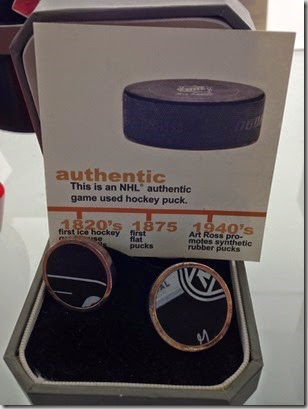 authentic
This is an NHL® authentic
game used hockey puck.
1820's
first ice hockey
1875
first
flat
pucks
1940's
Art Ross pro-
motes synthetic
rubber pucks